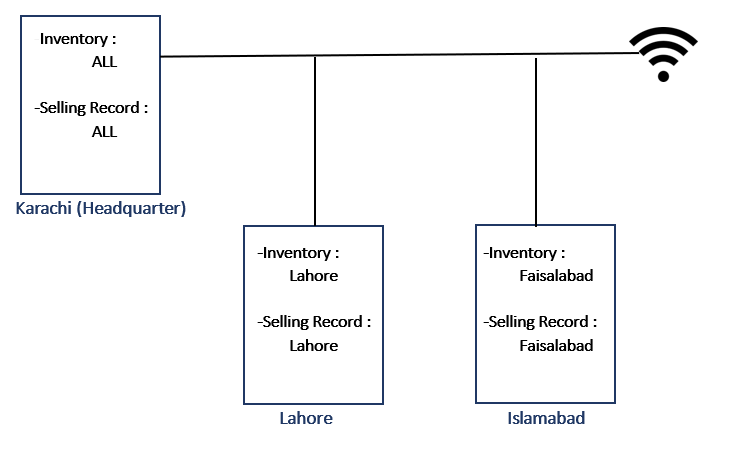 Inventory :
ALL
-Selling Record :
ALL
Karachi (Headquarter)
-Inventory :
Lahore
-Selling Record :
Lahore
Lahore
-Inventory :
Faisalabad
-Selling Record :
Faisalabad
Islamabad